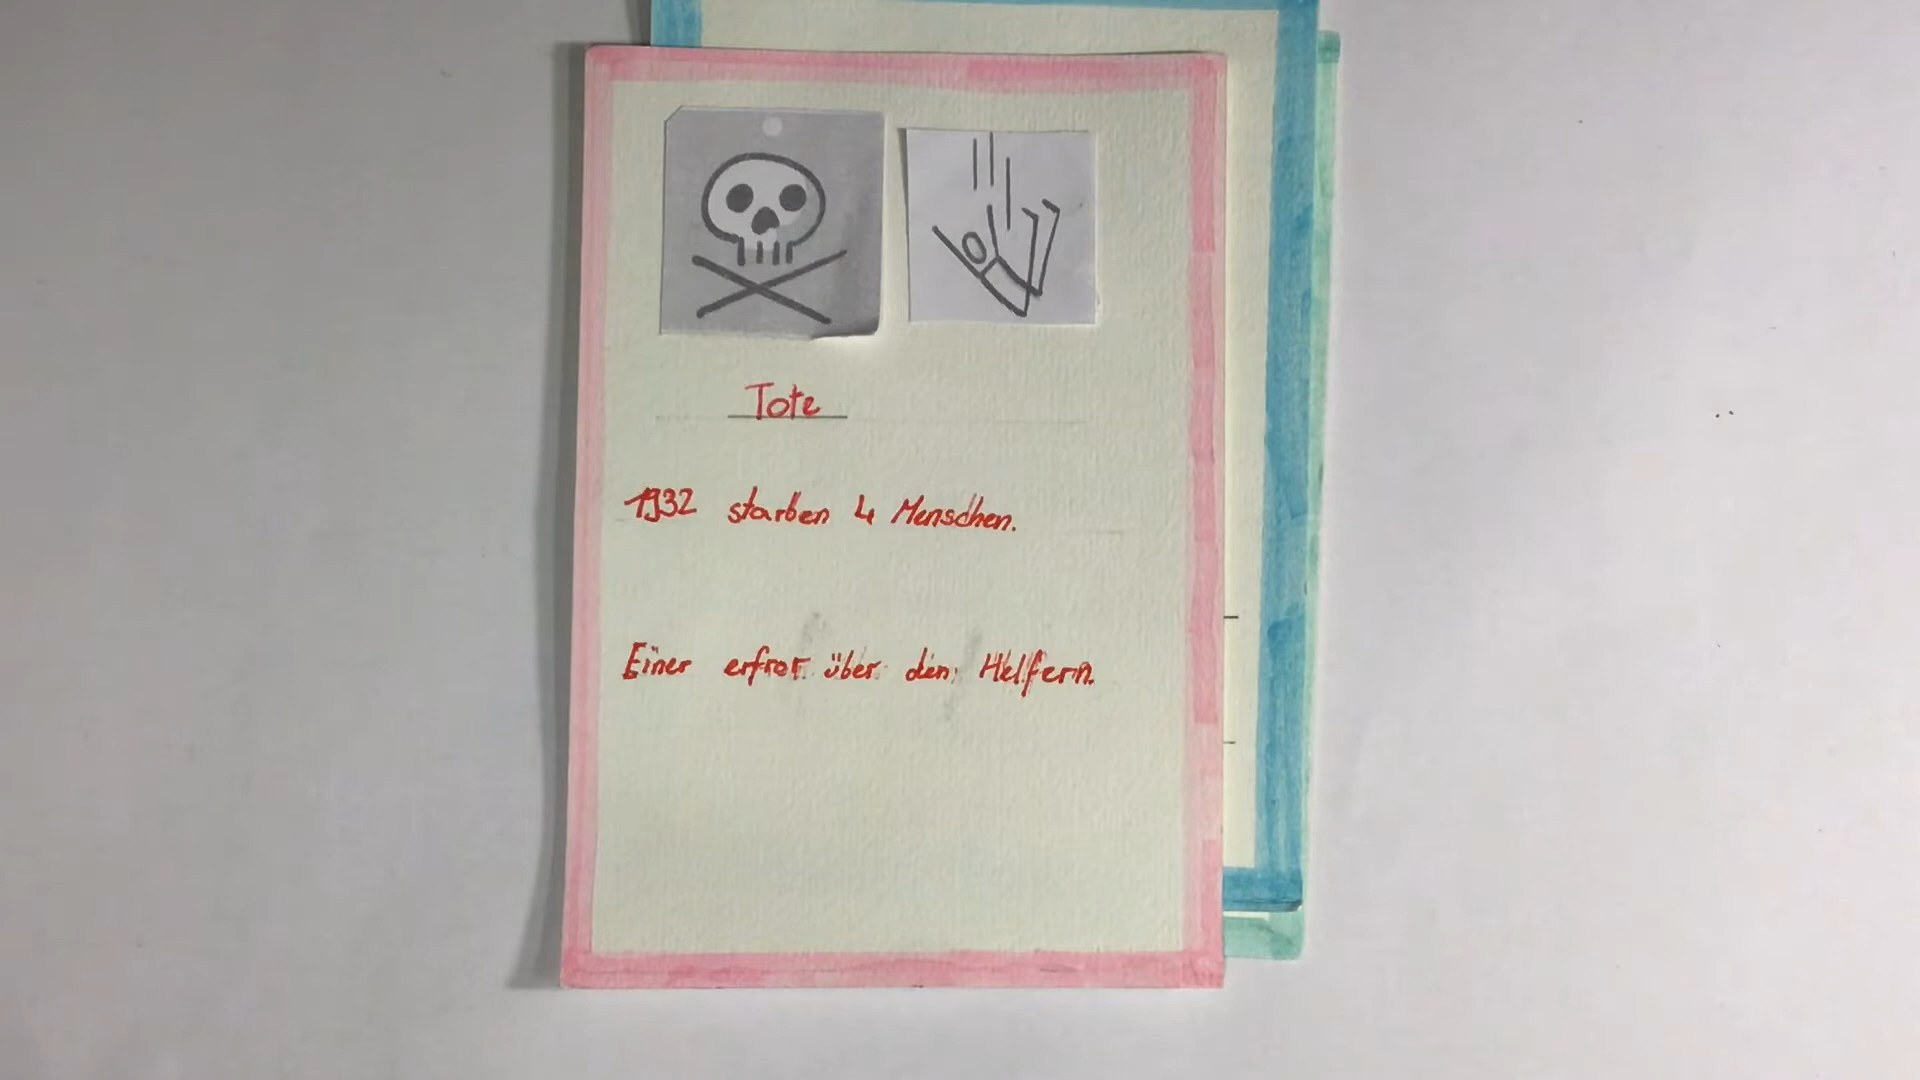 Tote
1932 starben 4 Menschen.
Einer erfror über den Helfern.